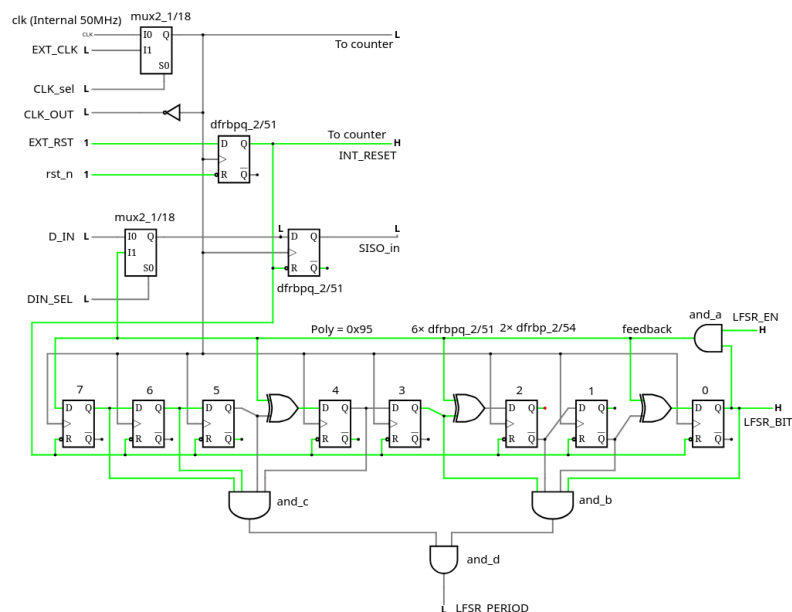 mux2_1/18
clk (Internal 50MHz)
CLK
I0 Q
L
EXT_CLK L
I1
To counter
S0
CLK_sel L
CLK_OUT L
dfrbpq_2/51
To counter
EXT_RST 1
D Q
H
INT_RESET
rst_n 1
R Q
mux2_1/18
D_IN L
I0 Q
L
D Q
L
SISO_in
I1
S0
R Q
dfrbpq_2/51
DIN_SEL L
and_a
LFSR_EN
H
Poly = 0x95
6× dfrbpq_2/51
2× dfrbp_2/54
feedback
7 6 5 4 3 2 1 0
D Q D Q D Q D Q D Q D Q D Q D Q
H
LFSR_BIT
R Q R Q R Q R Q R Q R Q R Q R Q
and_c
and_b
and_d
L LFSR_PERIOD